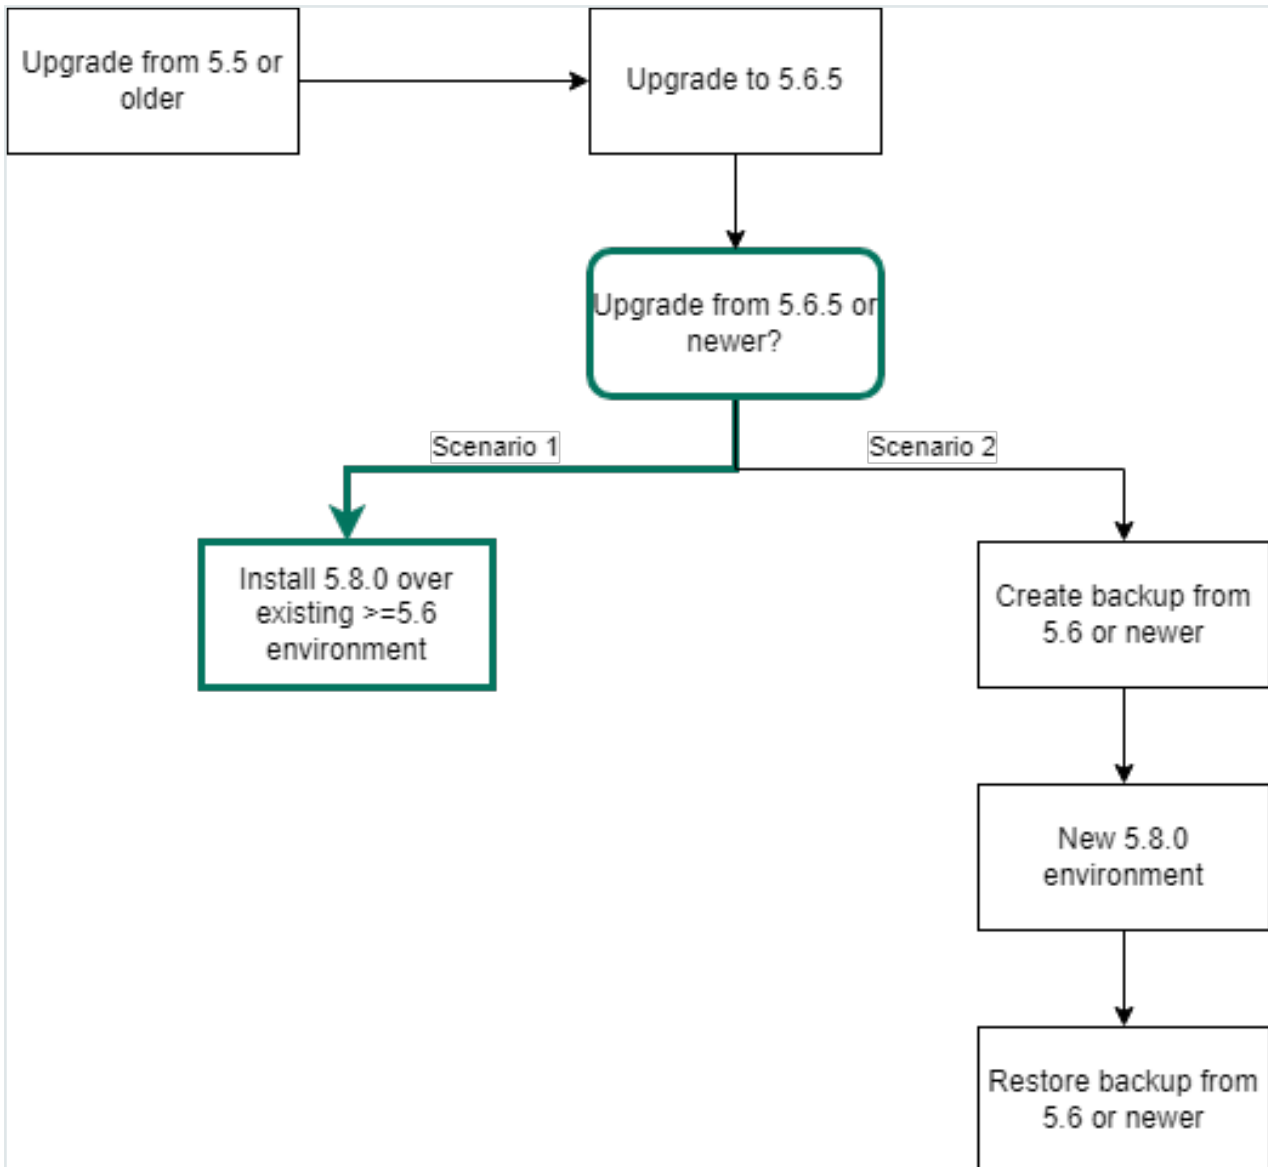 Upgrade from 5.5 or
older
Upgrade to 5.6.5
Upgrade from 5.6.5 or
newer?
Scenario 1
Scenario 2
Install 5.8.0 over
existing >=5.6
environment
Create backup from
5.6 or newer
New 5.8.0
environment
Restore backup from
5.6 or newer